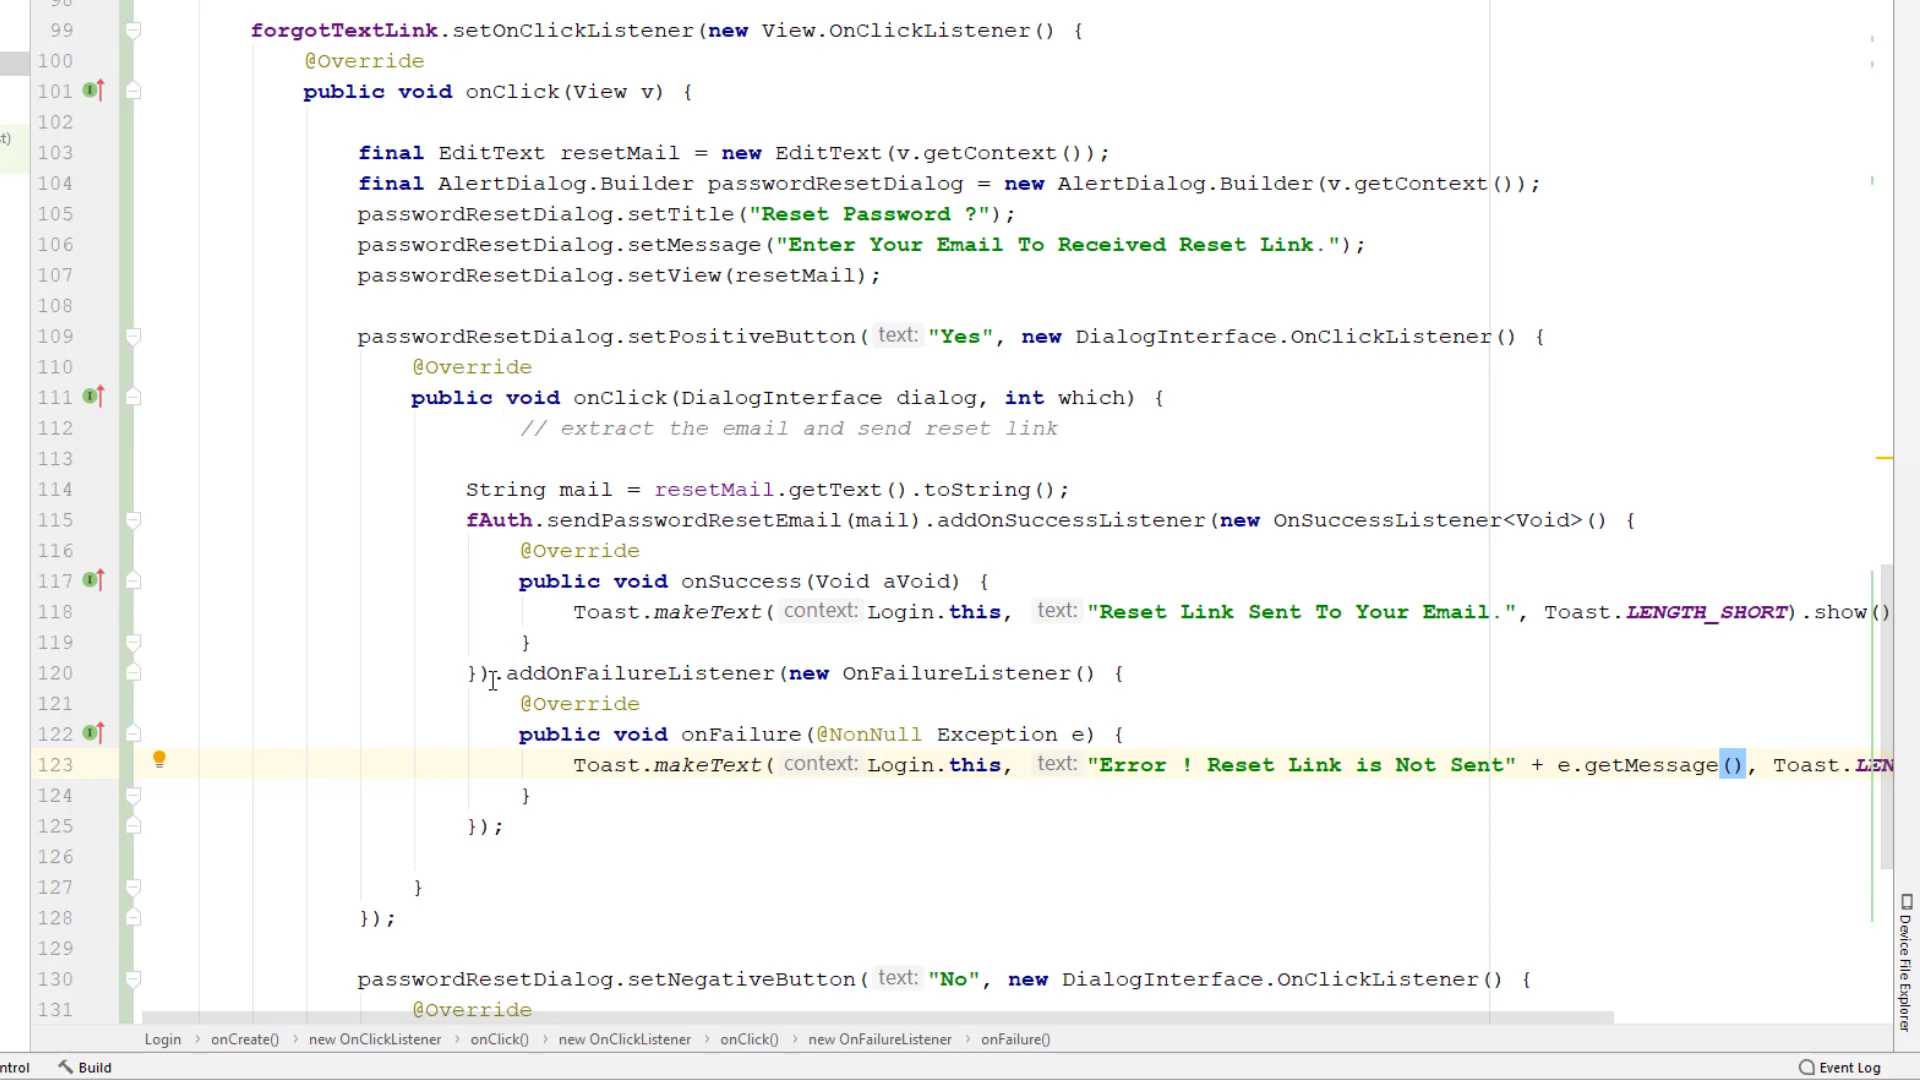 98
99 forgotTextLink.setOnClickListener(new View.OnClickListener() {
100 @Override
101 public void onClick(View v) {
102
st)
103 final EditText resetMail = new EditText(v.getContext());
104 final AlertDialog.Builder passwordResetDialog = new AlertDialog.Builder(v.getContext());
105 passwordResetDialog.setTitle("Reset Password ?");
106 passwordResetDialog.setMessage("Enter Your Email To Received Reset Link.");
107 passwordResetDialog.setView(resetMail);
108
109 passwordResetDialog.setPositiveButton( text: "Yes", new DialogInterface.OnClickListener() {
110 @Override
111 public void onClick(DialogInterface dialog, int which) {
112 // extract the email and send reset link
113
114 String mail = resetMail.getText().toString();
115 fAuth.sendPasswordResetEmail(mail).addOnSuccessListener(new OnSuccessListener<Void>() {
116 @Override
117 public void onSuccess(Void aVoid) {
118 Toast.makeText( context: Login.this, text: "Reset Link Sent To Your Email.", Toast.LENGTH_SHORT).show()
119 }
120 }).addOnFailureListener(new OnFailureListener() {
121 @Override
122 public void onFailure(@NonNull Exception e) {
123 Toast.makeText( context: Login.this, text: "Error ! Reset Link is Not Sent" + e.getMessage(), Toast.LEN
124 }
125 });
126
127 }
128 });
129
130 passwordResetDialog.setNegativeButton( text: "No", new DialogInterface.OnClickListener() {
131 @Override
Device File Explorer
Login › onCreate() › new OnClickListener › onClick() › new OnClickListener › onClick() › new OnFailureListener › onFailure()
ntrol Build Event Log